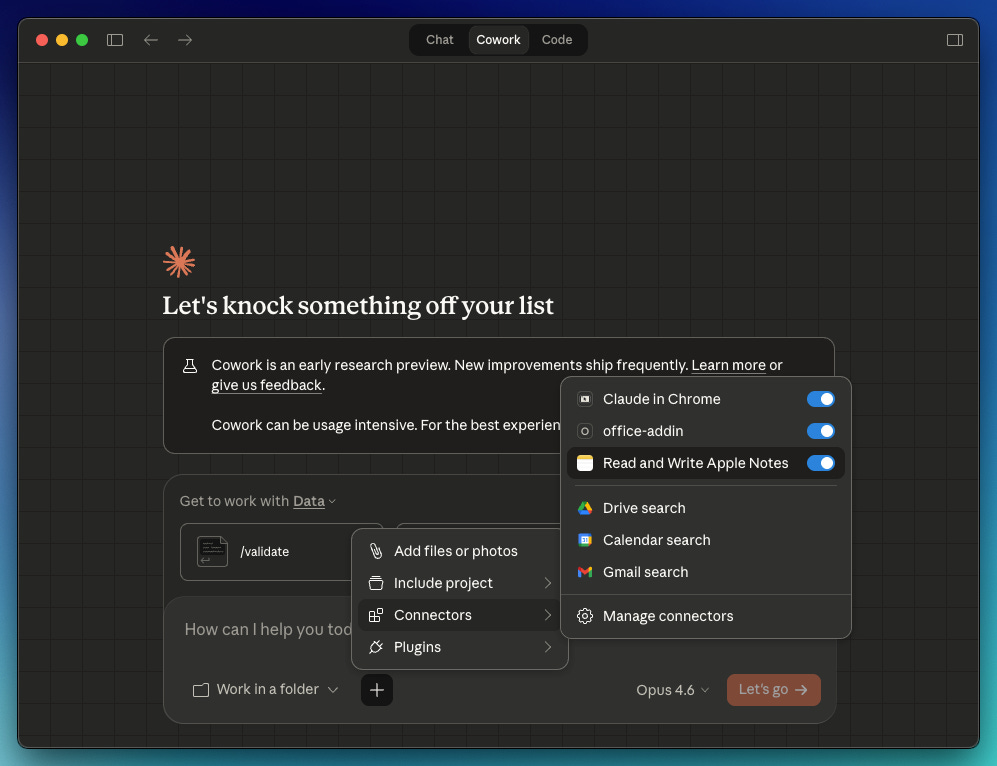 Chat Cowork Code
Let's knock something off your list
Cowork is an early research preview. New improvements ship frequently. Learn more or
give us feedback.
Cowork can be usage intensive. For the best experien
Get to work with Data
/validate
How can I help you tod
Work in a folder
Opus 4.6
Let's go →
Add files or photos
Include project
Connectors
Plugins
Claude in Chrome
office-addin
Read and Write Apple Notes
Drive search
Calendar search
Gmail search
Manage connectors